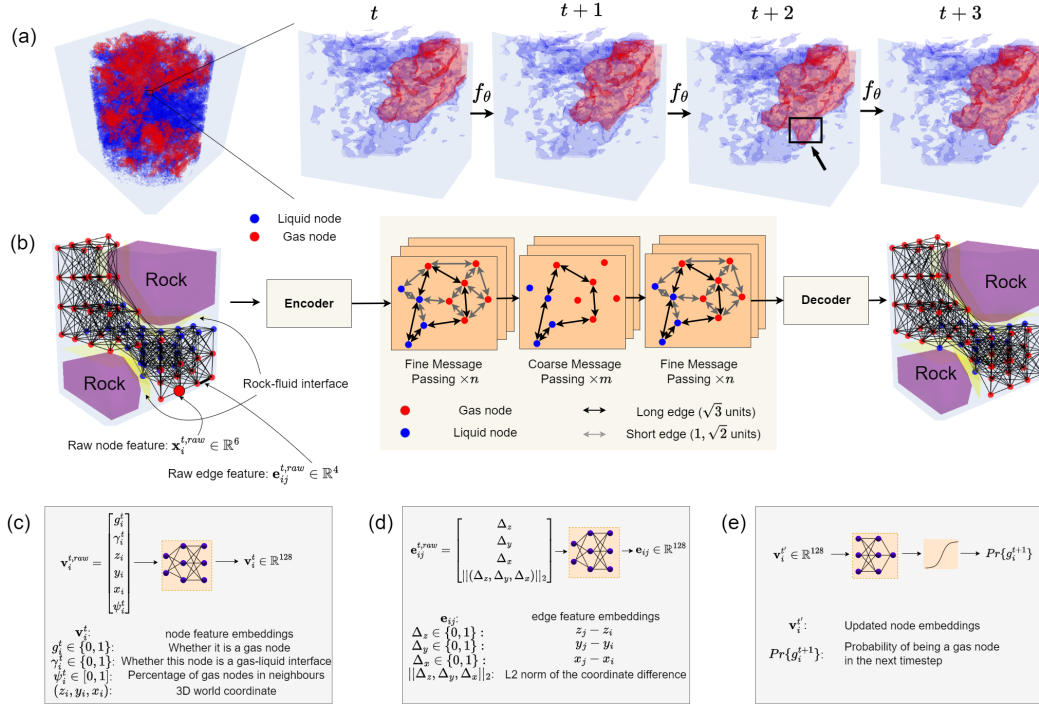 (a)
t
t + 1
t + 2
t + 3
f_θ
f_θ
f_θ
Liquid node
Gas node
(b)
Rock
Rock
Encoder
Decoder
Rock
Rock
Rock-fluid interface
Fine Message
Passing ×n
Coarse Message
Passing ×m
Fine Message
Passing ×n
Gas node
Long edge (√3 units)
Liquid node
Short edge (1, √2 units)
Raw node feature: x_i^{t,raw} ∈ ℝ^6
Raw edge feature: e_{ij}^{t,raw} ∈ ℝ^4
(c)
v_i^{t,raw} = [g_i^t γ_i^t z_i y_i x_i ψ_i^t]
v_i^t ∈ ℝ^{128}
v_i^t: node feature embeddings
g_i^t ∈ {0, 1}: Whether it is a gas node
γ_i^t ∈ {0, 1}: Whether this node is a gas-liquid interface
ψ_i^t ∈ [0, 1]: Percentage of gas nodes in neighbours
(z_i, y_i, x_i): 3D world coordinate
(d)
e_{ij}^{t,raw} = [Δ_z Δ_y Δ_x ||(Δ_z, Δ_y, Δ_x)||_2]
e_{ij} ∈ ℝ^{128}
e_{ij}: edge feature embeddings
Δ_z ∈ {0, 1} : z_j − z_i
Δ_y ∈ {0, 1} : y_j − y_i
Δ_x ∈ {0, 1} : x_j − x_i
||Δ_z, Δ_y, Δ_x||_2: L2 norm of the coordinate difference
(e)
v_i^{t'} ∈ ℝ^{128}
Pr{g_i^{t+1}}
v_i^{t'}: Updated node embeddings
Pr{g_i^{t+1}}: Probability of being a gas node
in the next timestep